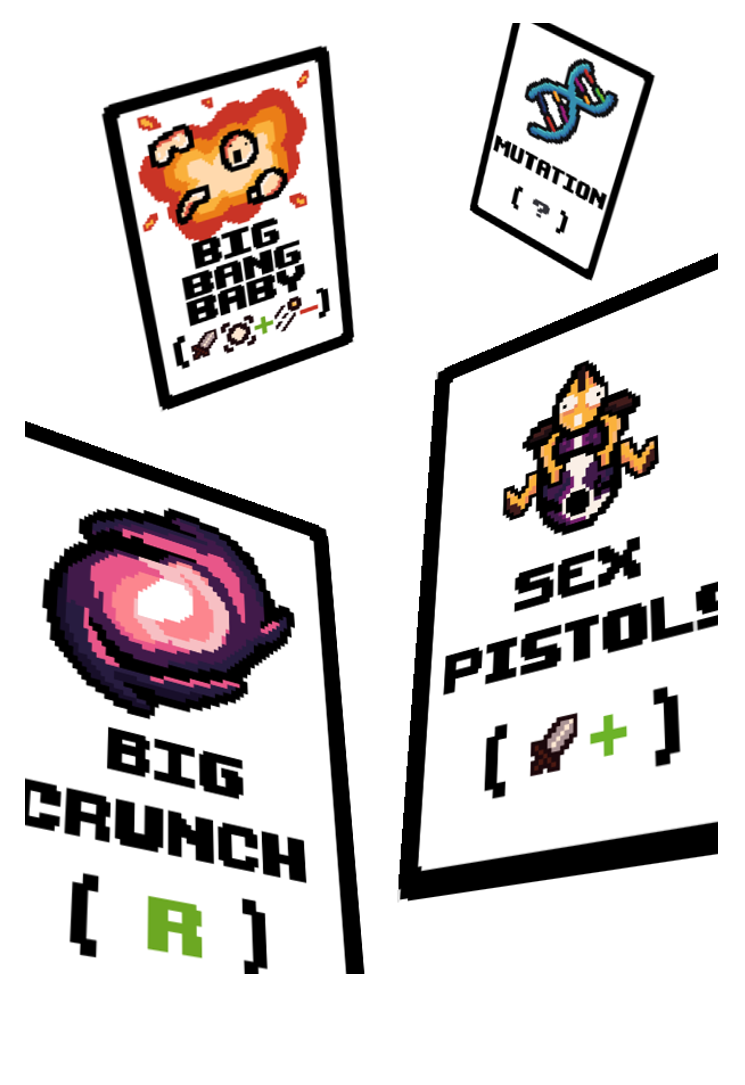 BIG
BANG
BABY
[ + - ]
MUTATION
[ ? ]
SEX
PISTOLS
[ + ]
BIG
CRUNCH
[ R ]